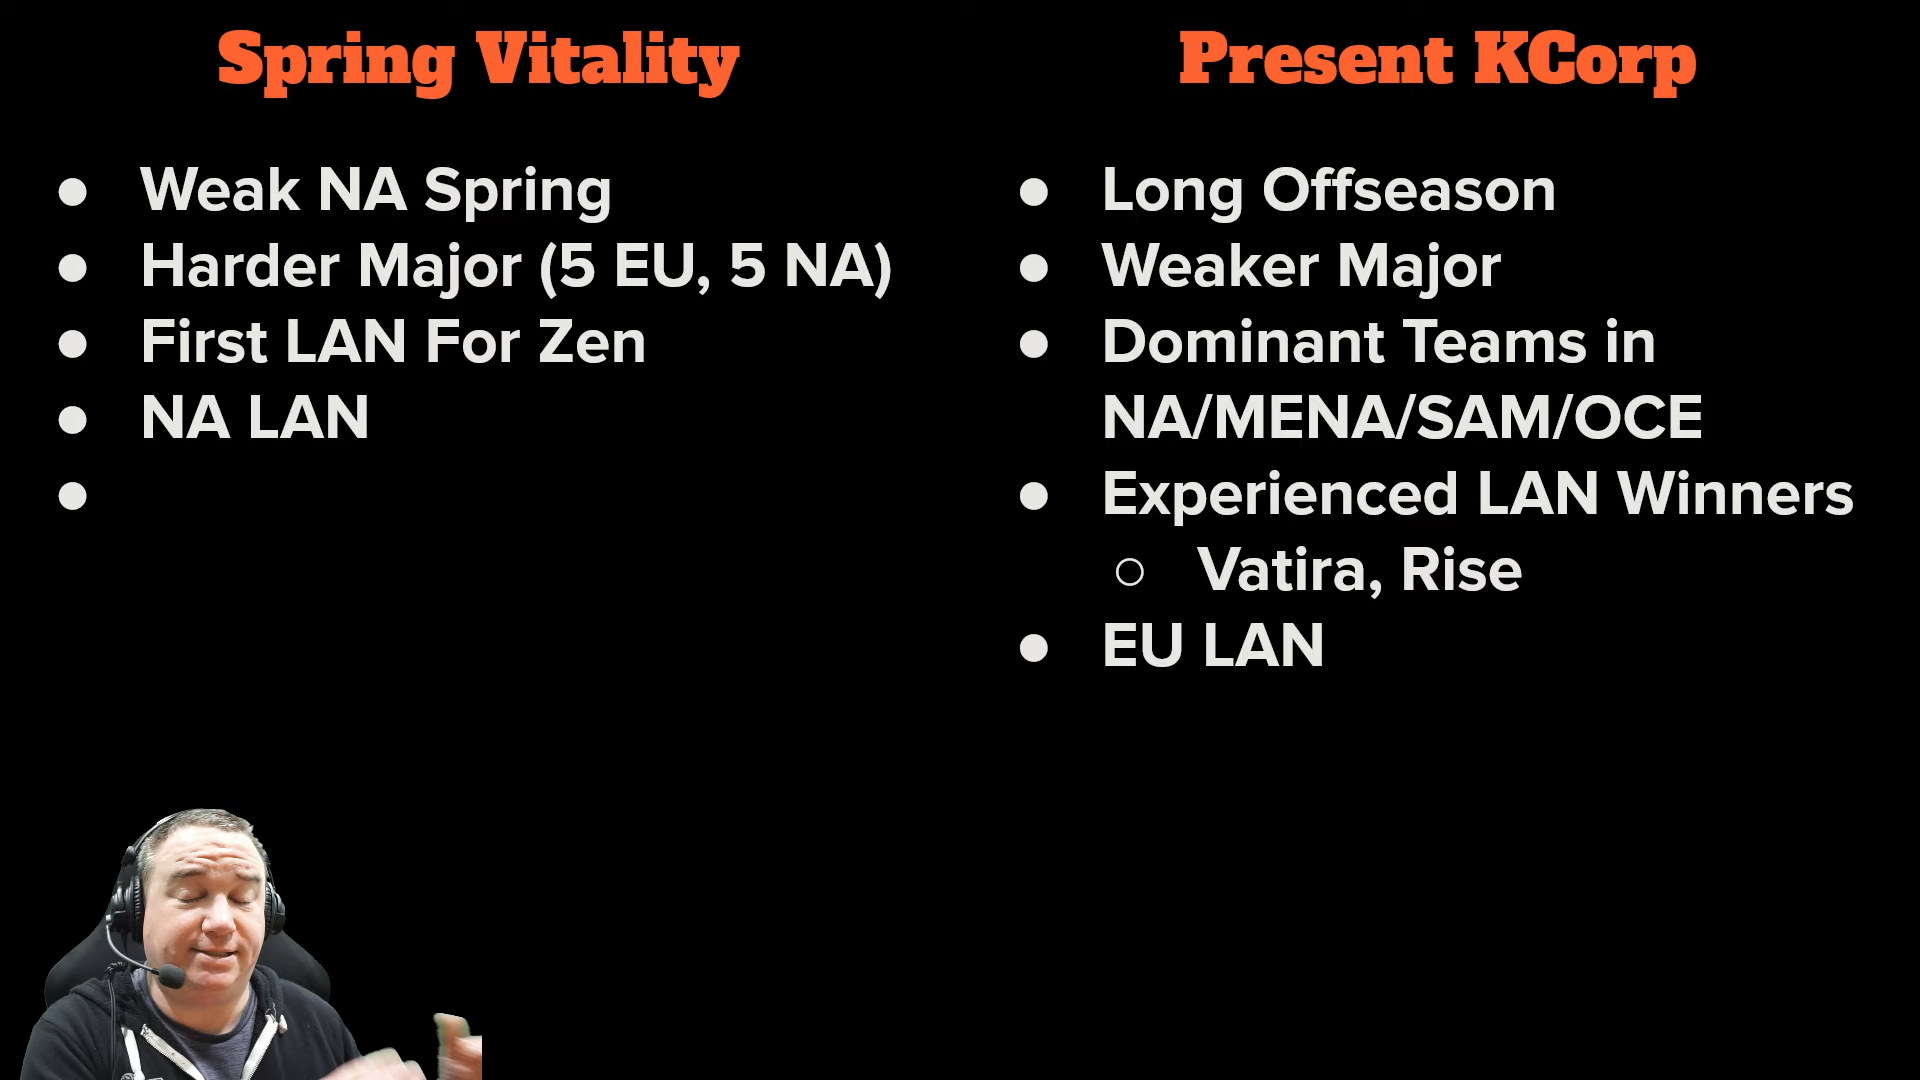 Spring Vitality
● Weak NA Spring
● Harder Major (5 EU, 5 NA)
● First LAN For Zen
● NA LAN
●
Present KCorp
● Long Offseason
● Weaker Major
● Dominant Teams in
NA/MENA/SAM/OCE
● Experienced LAN Winners
○ Vatira, Rise
● EU LAN